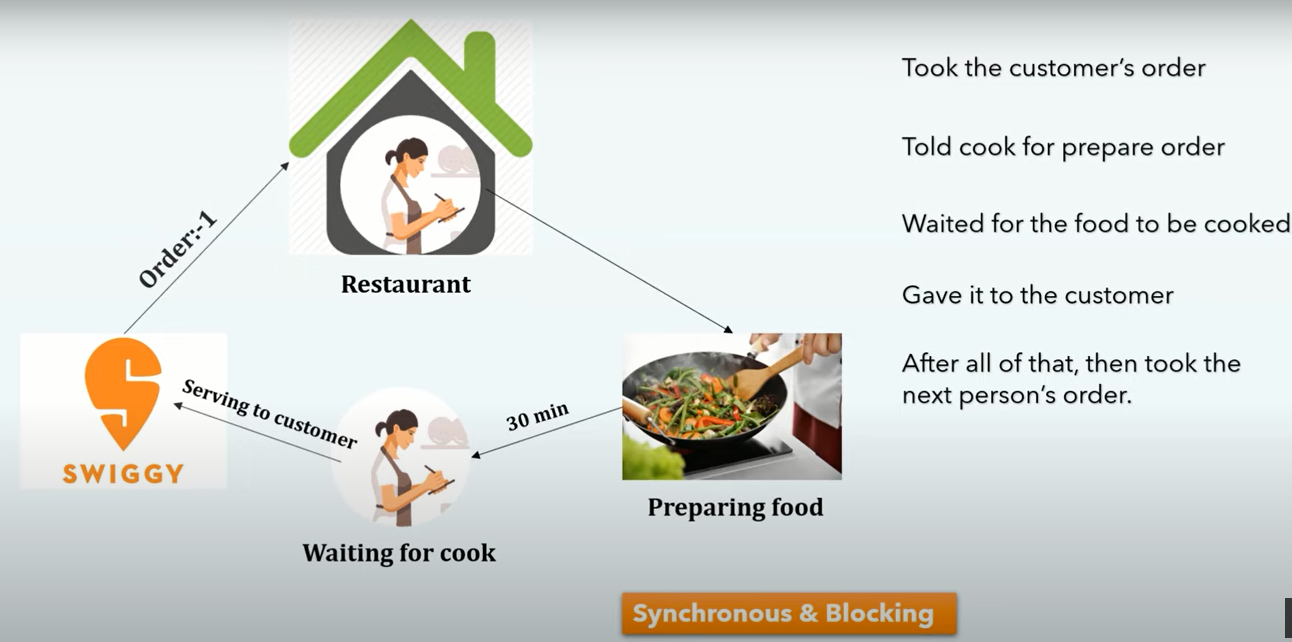 Order:-1
Restaurant
SWIGGY
Serving to customer
30 min
Waiting for cook
Preparing food
Synchronous & Blocking
Took the customer’s order
Told cook for prepare order
Waited for the food to be cooked
Gave it to the customer
After all of that, then took the
next person’s order.